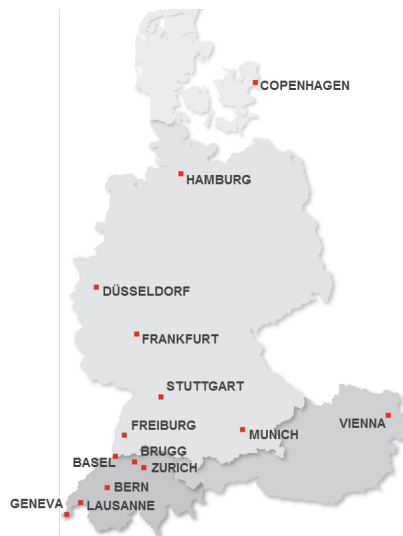 COPENHAGEN
HAMBURG
DÜSSELDORF
FRANKFURT
STUTTGART
FREIBURG
MUNICH
VIENNA
BRUGG
BASEL
ZURICH
BERN
GENEVA
LAUSANNE